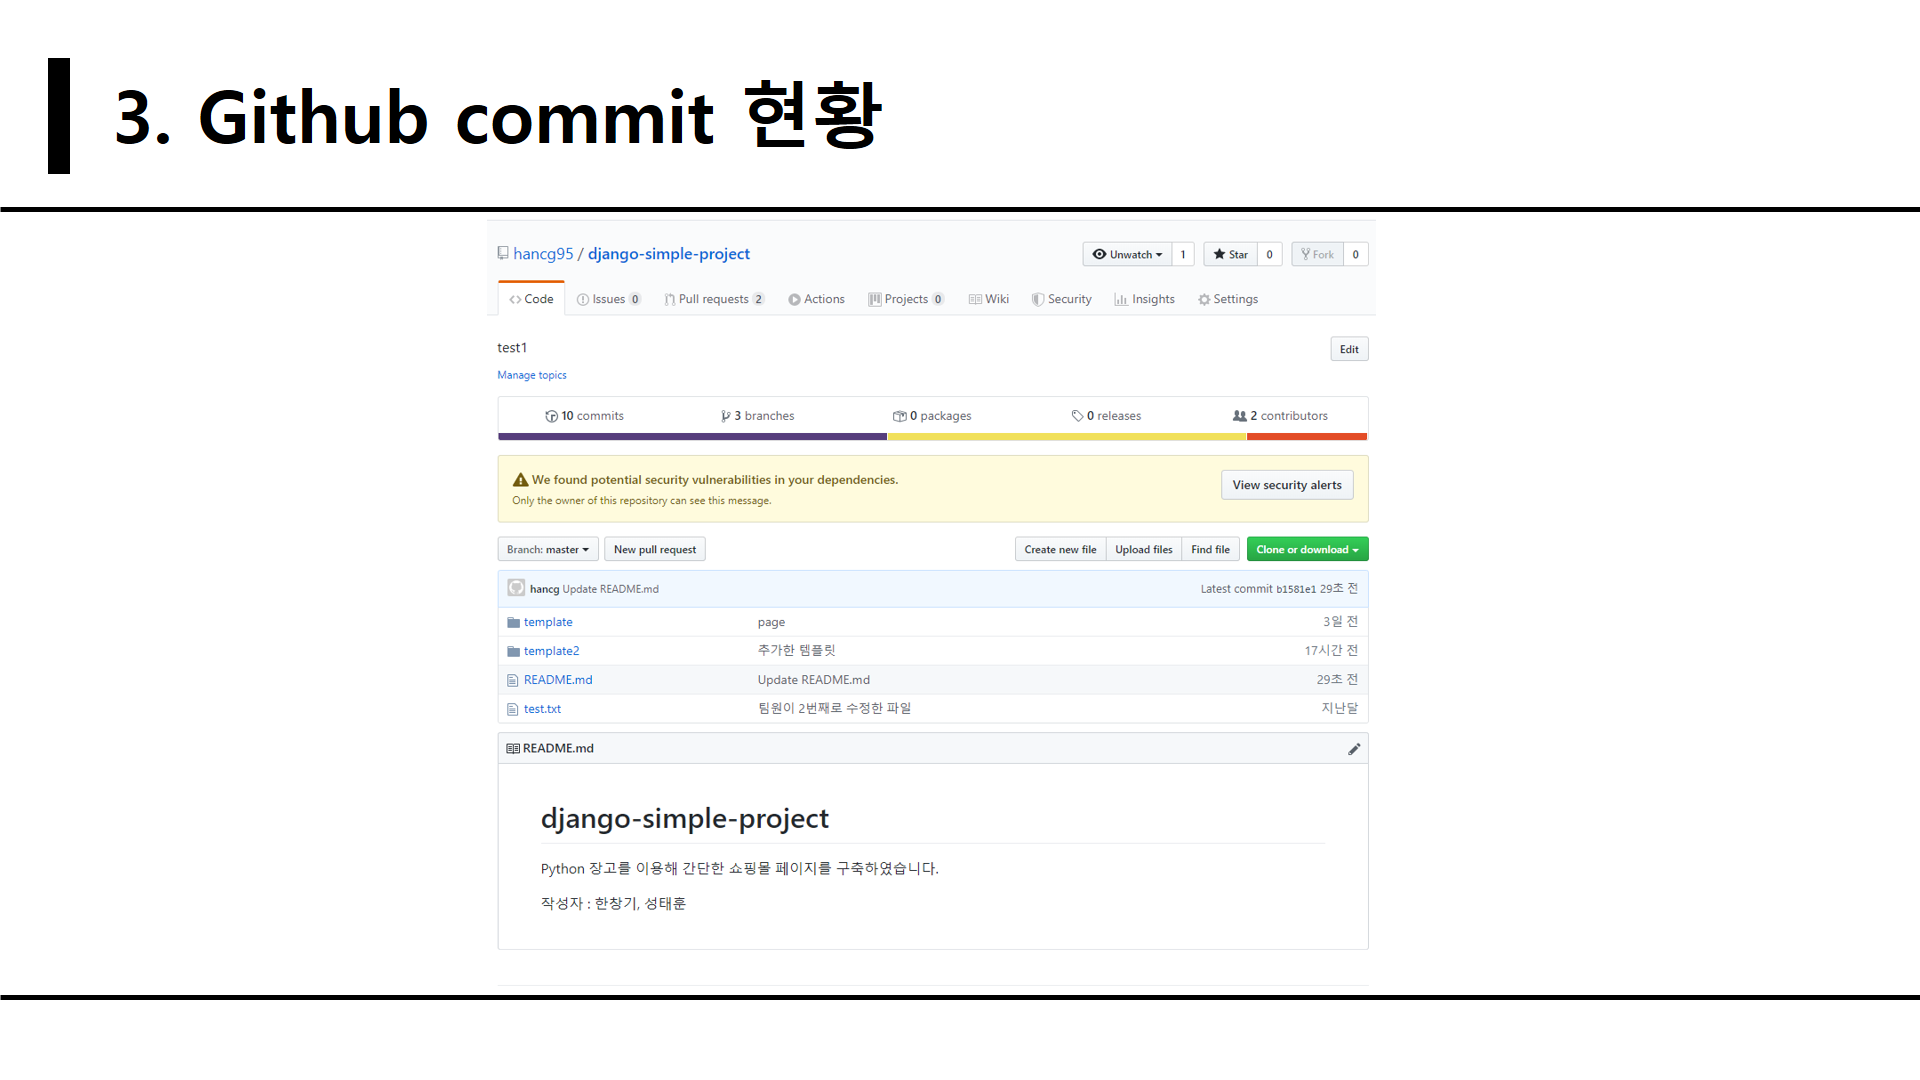 3. Github commit 현황
hancg95 / django-simple-project
Unwatch 1 Star 0 Fork 0
Code Issues 0 Pull requests 2 Actions Projects 0 Wiki Security Insights Settings
test1
Edit
Manage topics
10 commits 3 branches 0 packages 0 releases 2 contributors
We found potential security vulnerabilities in your dependencies.
Only the owner of this repository can see this message.
View security alerts
Branch: master New pull request Create new file Upload files Find file Clone or download
hancg Update README.md Latest commit b1581e1 29초 전
template page 3일 전
template2 추가한 템플릿 17시간 전
README.md Update README.md 29초 전
test.txt 팀원이 2번째로 수정한 파일 지난달
README.md
django-simple-project
Python 장고를 이용해 간단한 쇼핑몰 페이지를 구축하였습니다.
작성자 : 한창기, 성태훈